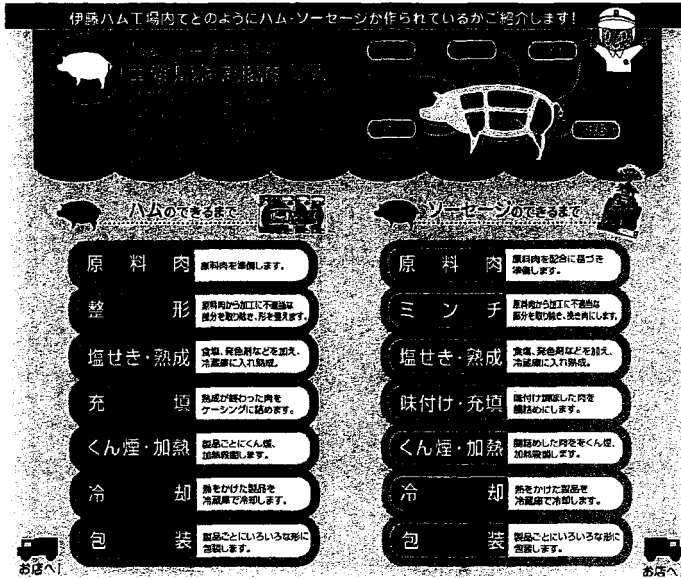 伊藤ハム工場内でどのようにハム・ソーセージが作られているかご紹介します!
ハムのできるまで
原料肉
原料肉を準備します。
整形
原料肉から加工に不適当な
部分を取り除き、形を整えます。
塩せき・熟成
食塩、発色剤などを加え、
冷蔵庫に入れ熟成。
充填
熟成が終わった肉を
ケーシングに詰めます。
くん煙・加熱
製品ごとにくん煙、
加熱殺菌します。
冷却
熱をかけた製品を
冷蔵庫で冷却します。
包装
製品ごとにいろいろな形に
包装します。
お店へ!
ソーセージのできるまで
原料肉
原料肉を配合に基づき
準備します。
ミンチ
原料肉から加工に不適当な
部分を取り除き、挽き肉にします。
塩せき・熟成
食塩、発色剤などを加え、
冷蔵庫に入れ熟成。
味付け・充填
味付け調味した肉を
腸詰めにします。
くん煙・加熱
腸詰めした肉ををくん煙、
加熱殺菌します。
冷却
熱をかけた製品を
冷蔵庫で冷却します。
包装
製品ごとにいろいろな形に
包装します。
お店へ